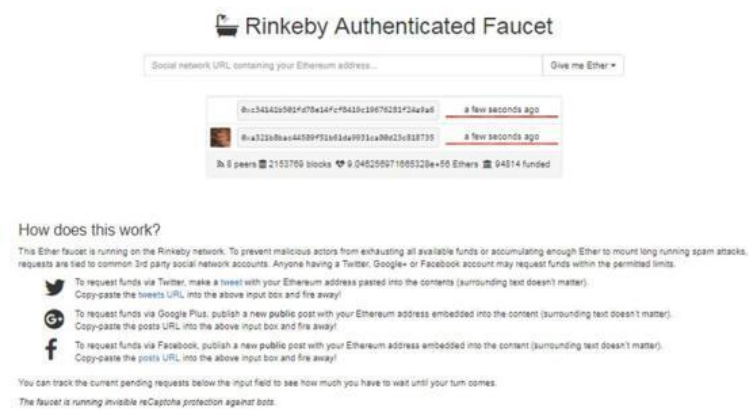 Rinkeby Authenticated Faucet
Social network URL containing your Ethereum address...
Give me Ether
a few seconds ago
a few seconds ago
8 peers 2153769 blocks 9.046256971665328e+56 Ethers 94814 funded
How does this work?
This Ether faucet is running on the Rinkeby network. To prevent malicious actors from exhausting all available funds or accumulating enough Ether to mount long running spam attacks,
requests are tied to common 3rd party social network accounts. Anyone having a Twitter, Google+ or Facebook account may request funds within the permitted limits.
To request funds via Twitter, make a tweet with your Ethereum address pasted into the contents (surrounding text doesn't matter).
Copy-paste the tweets URL into the above input box and fire away!
G+
To request funds via Google Plus, publish a new public post with your Ethereum address embedded into the content (surrounding text doesn't matter).
Copy-paste the posts URL into the above input box and fire away!
f
To request funds via Facebook, publish a new public post with your Ethereum address embedded into the content (surrounding text doesn't matter).
Copy-paste the posts URL into the above input box and fire away!
You can track the current pending requests below the input field to see how much you have to wait until your turn comes.
The faucet is running invisible reCaptcha protection against bots.